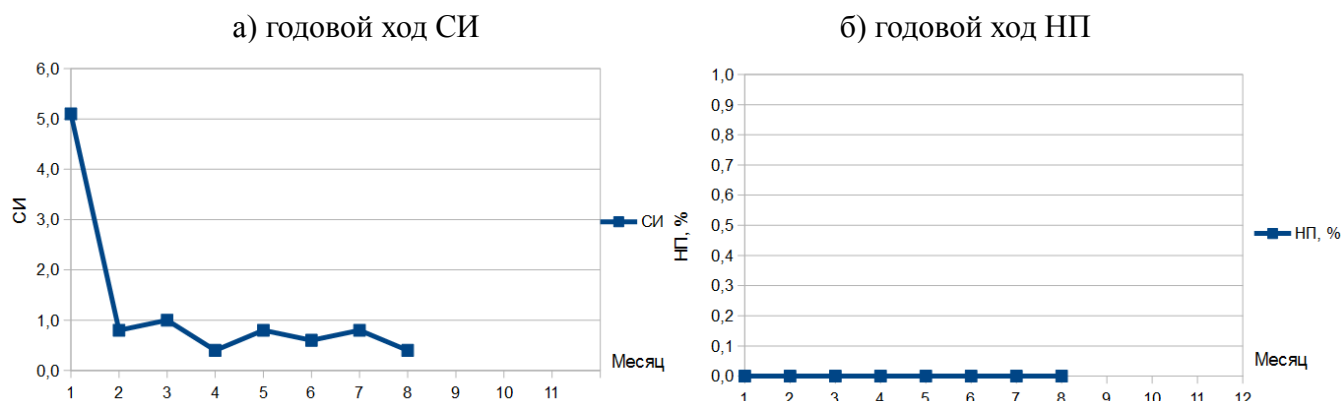 а) годовой ход СИ
6,0
5,0
4,0
3,0
2,0
1,0
0,0
СИ
1 2 3 4 5 6 7 8 9 10 11
Месяц
СИ
б) годовой ход НП
1,0
0,9
0,8
0,7
0,6
0,5
0,4
0,3
0,2
0,1
0,0
НП, %
1 2 3 4 5 6 7 8 9 10 11 12
Месяц
НП, %